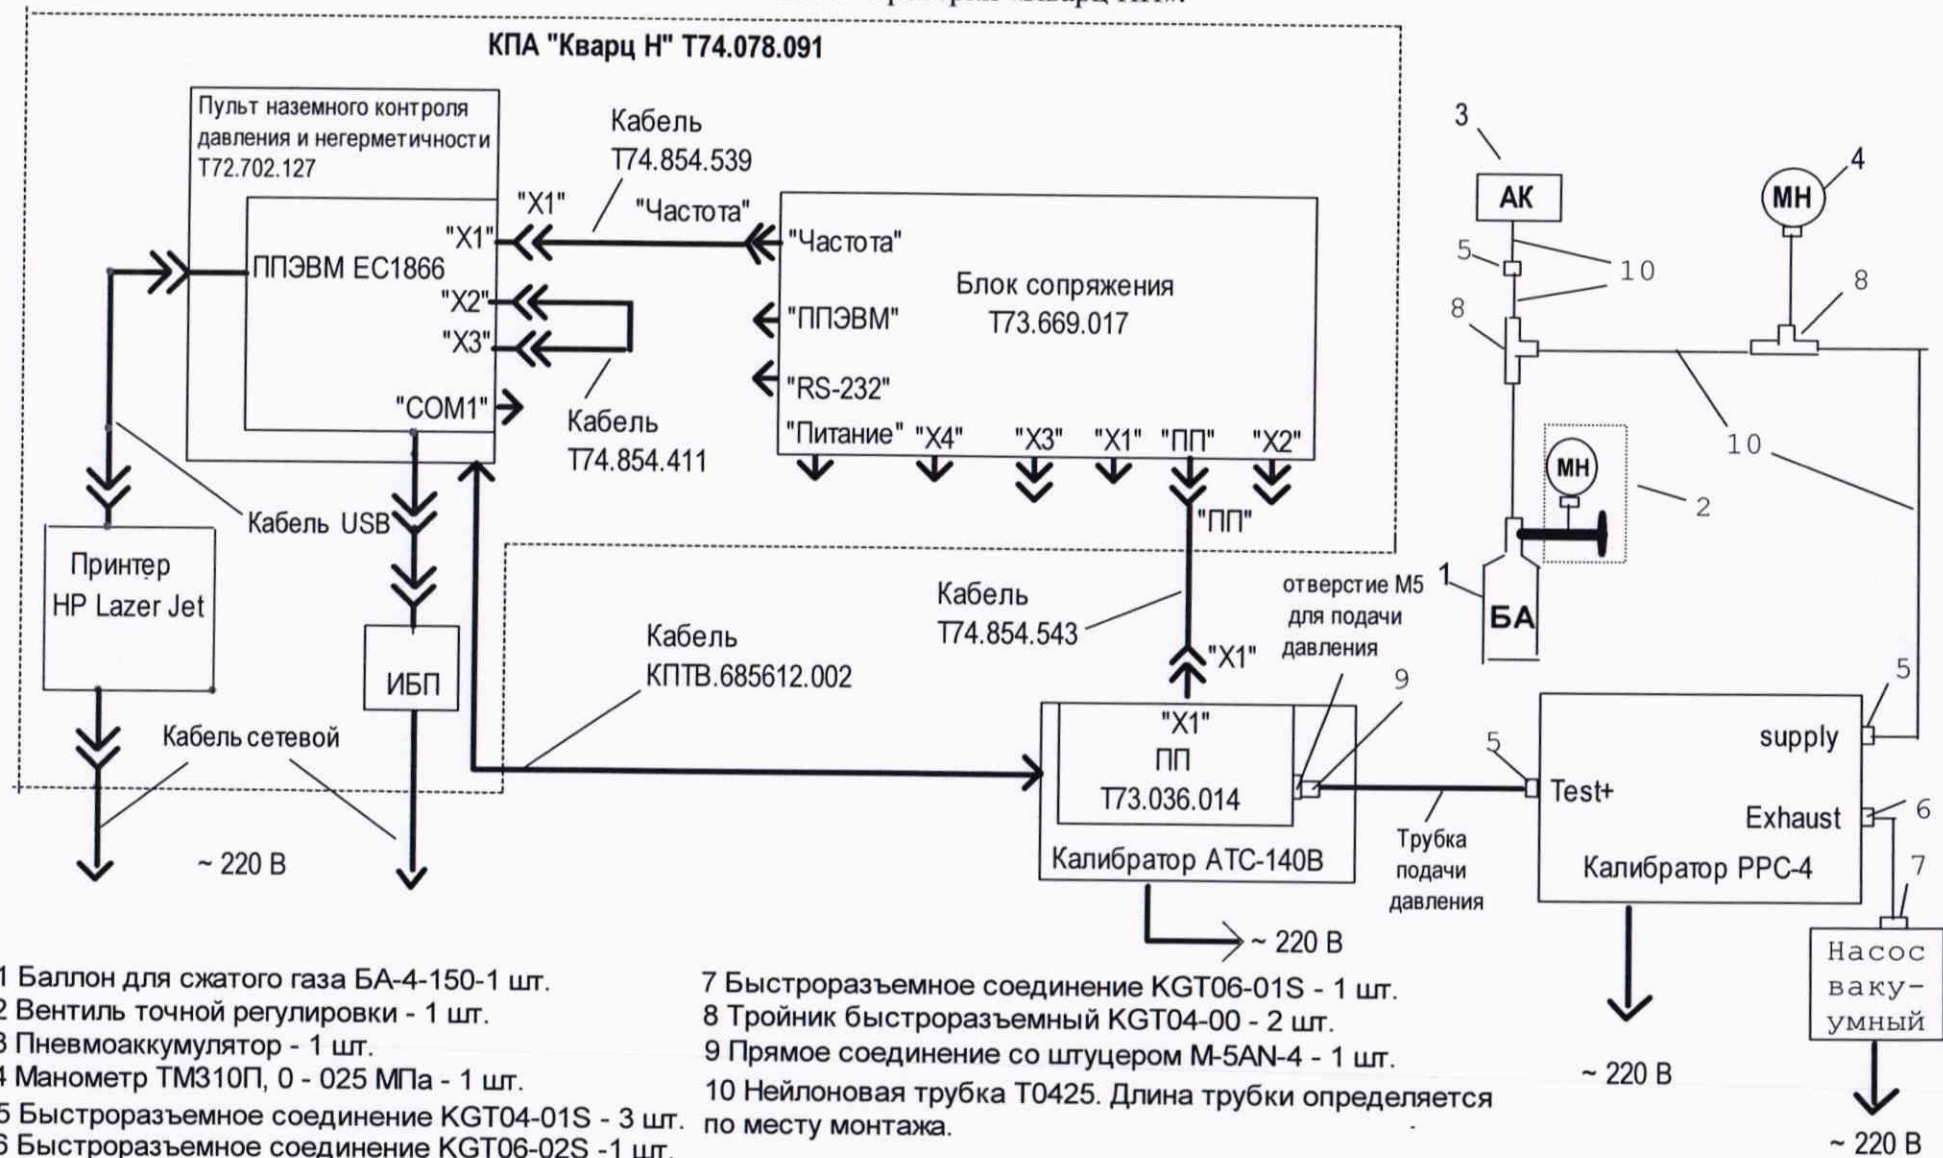 КПА "Кварц Н" Т74.078.091
Пульт наземного контроля
давления и негерметичности
Т72.702.127
ППЭВМ ЕС1866
"Х1"
"Х2"
"Х3"
"COM1"
"Х1"
Кабель
Т74.854.539
"Частота"
Кабель
Т74.854.411
"Частота"
"ППЭВМ"
"RS-232"
Блок сопряжения
Т73.669.017
"Питание"
"Х4"
"Х3"
"Х1"
"ПП"
"Х2"
"ПП"
Кабель USB
Принтер
HP Lazer Jet
ИБП
Кабель сетевой
~ 220 В
Кабель
КПТВ.685612.002
Кабель
Т74.854.543
"Х1"
отверстие М5
для подачи
давления
9
"Х1"
ПП
Т73.036.014
Калибратор АТС-140В
~ 220 В
Трубка
подачи
давления
5
Test+
supply
Exhaust
Калибратор РРС-4
~ 220 В
5
6
7
Насос
ваку-
умный
~ 220 В
3
АК
5
10
8
МН
4
8
10
МН
2
1
БА
1 Баллон для сжатого газа БА-4-150-1 шт.
2 Вентиль точной регулировки - 1 шт.
3 Пневмоаккумулятор - 1 шт.
4 Манометр ТМ310П, 0 - 025 МПа - 1 шт.
5 Быстроразъемное соединение KGT04-01S - 3 шт.
6 Быстроразъемное соединение KGT06-02S -1 шт.
7 Быстроразъемное соединение KGT06-01S - 1 шт.
8 Тройник быстроразъемный KGT04-00 - 2 шт.
9 Прямое соединение со штуцером M-5AN-4 - 1 шт.
10 Нейлоновая трубка Т0425. Длина трубки определяется
по месту монтажа.